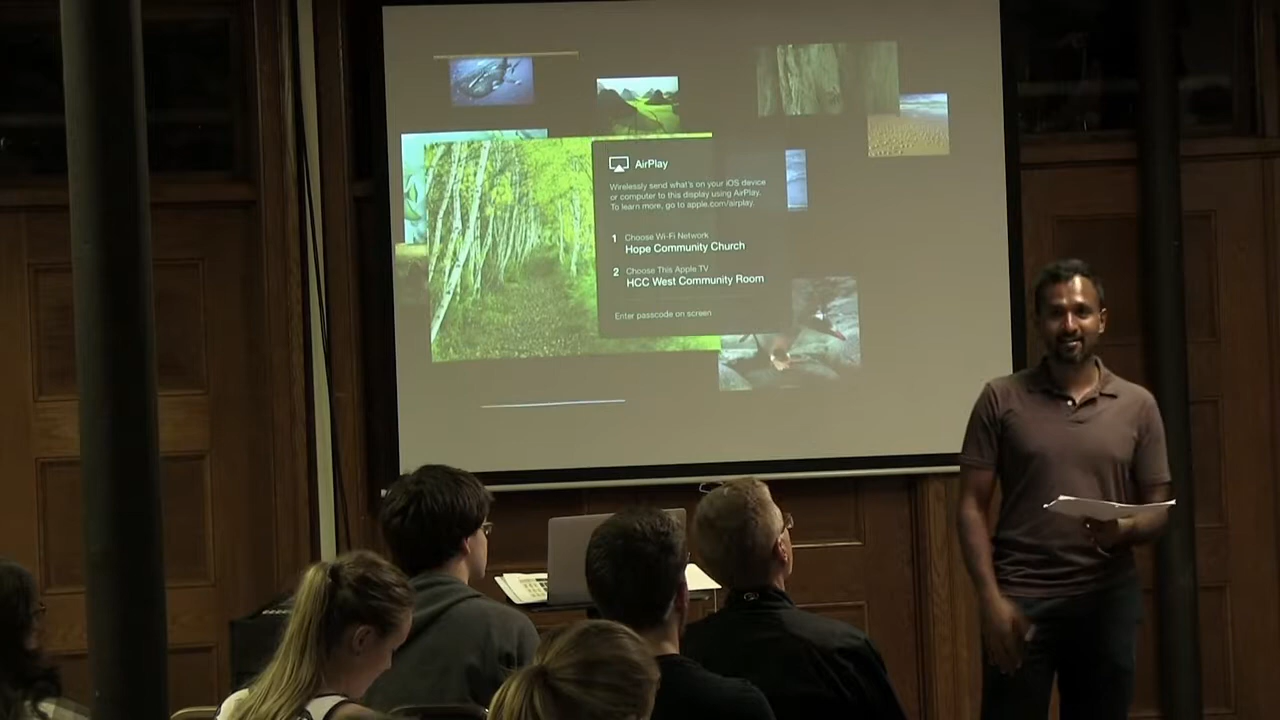 AirPlay
Wirelessly send what's on your iOS device
or computer to this display using AirPlay.
To learn more, go to apple.com/airplay.
1 Choose Wi-Fi Network
Hope Community Church
2 Choose This Apple TV
HCC West Community Room
Enter passcode on screen